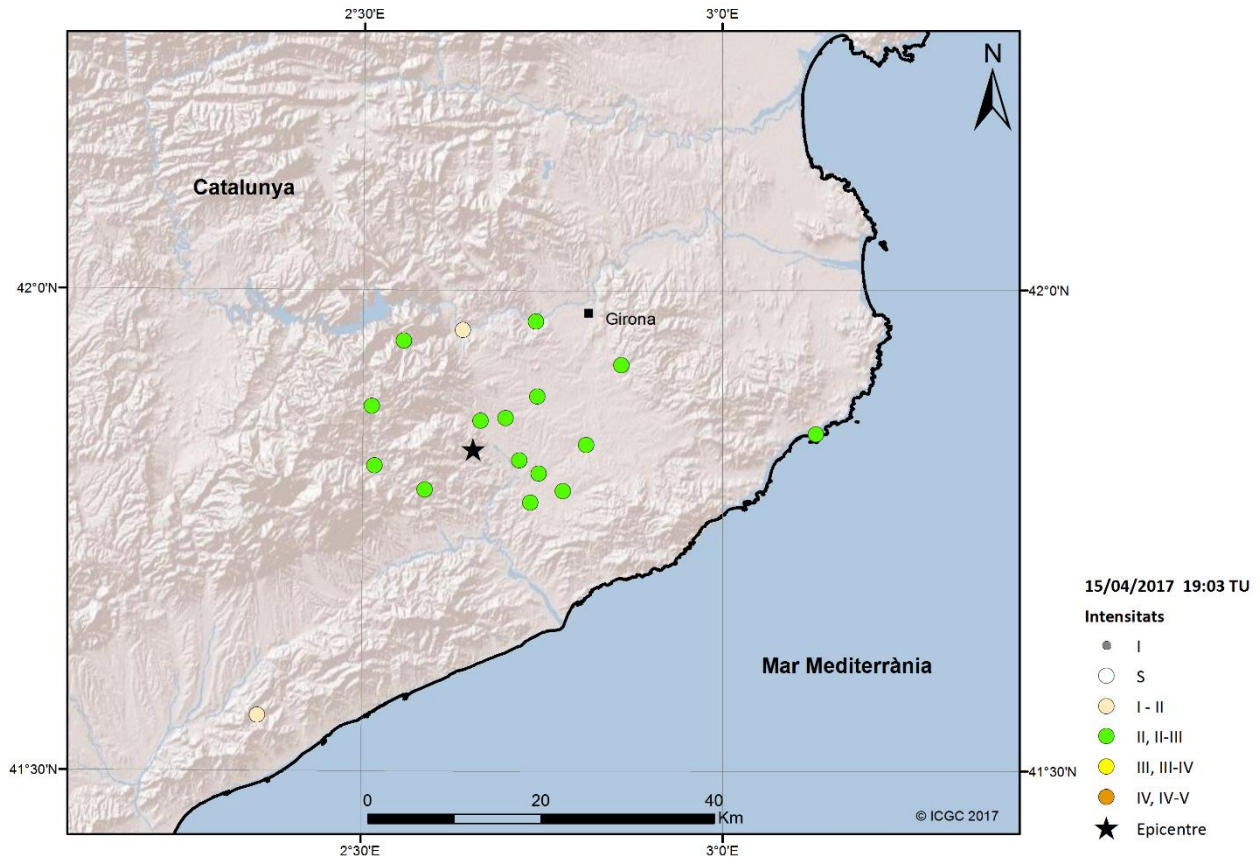 2°30'E
3°0'E
N
Catalunya
42°0'N
42°0'N
Girona
15/04/2017 19:03 TU
Intensitats
I
S
I - II
II, II-III
III, III-IV
IV, IV-V
Epicentre
Mar Mediterrània
41°30'N
41°30'N
0
20
40
Km
© ICGC 2017
2°30'E
3°0'E